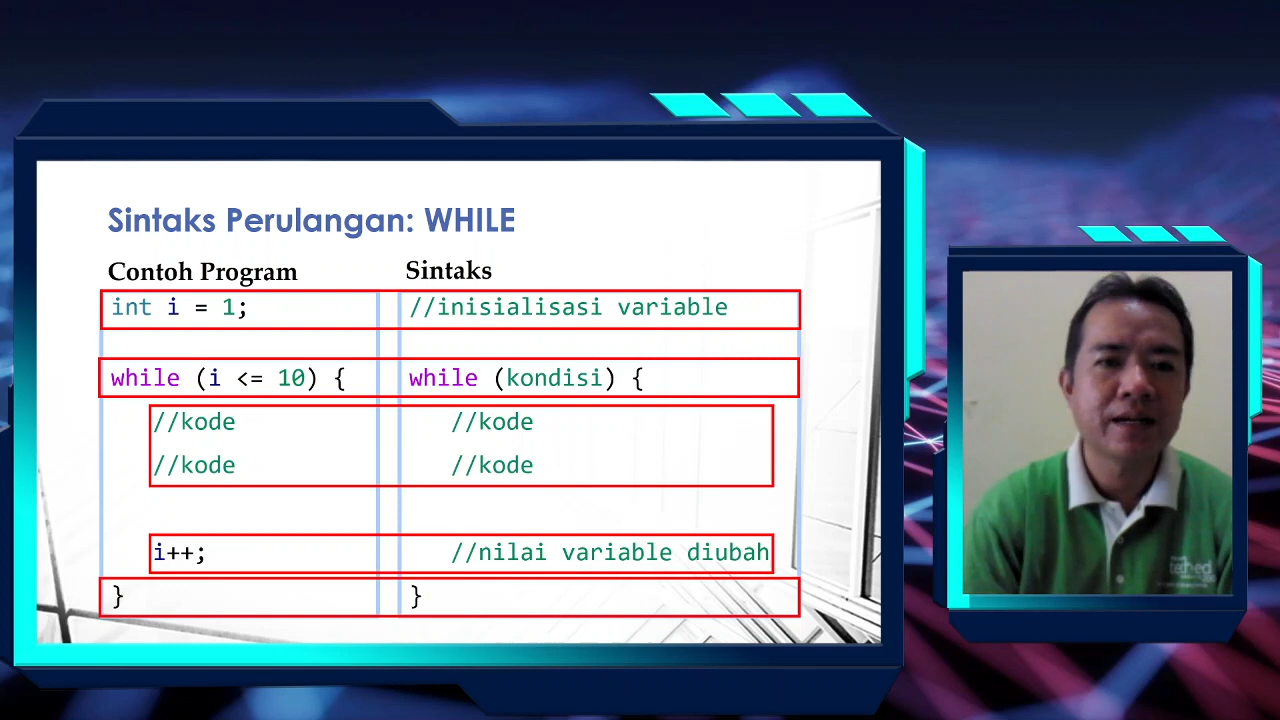 Sintaks Perulangan: WHILE
Contoh Program
Sintaks
int i = 1;
//inisialisasi variable
while (i <= 10) {
while (kondisi) {
//kode
//kode
//kode
//kode
i++;
//nilai variable diubah
}
}